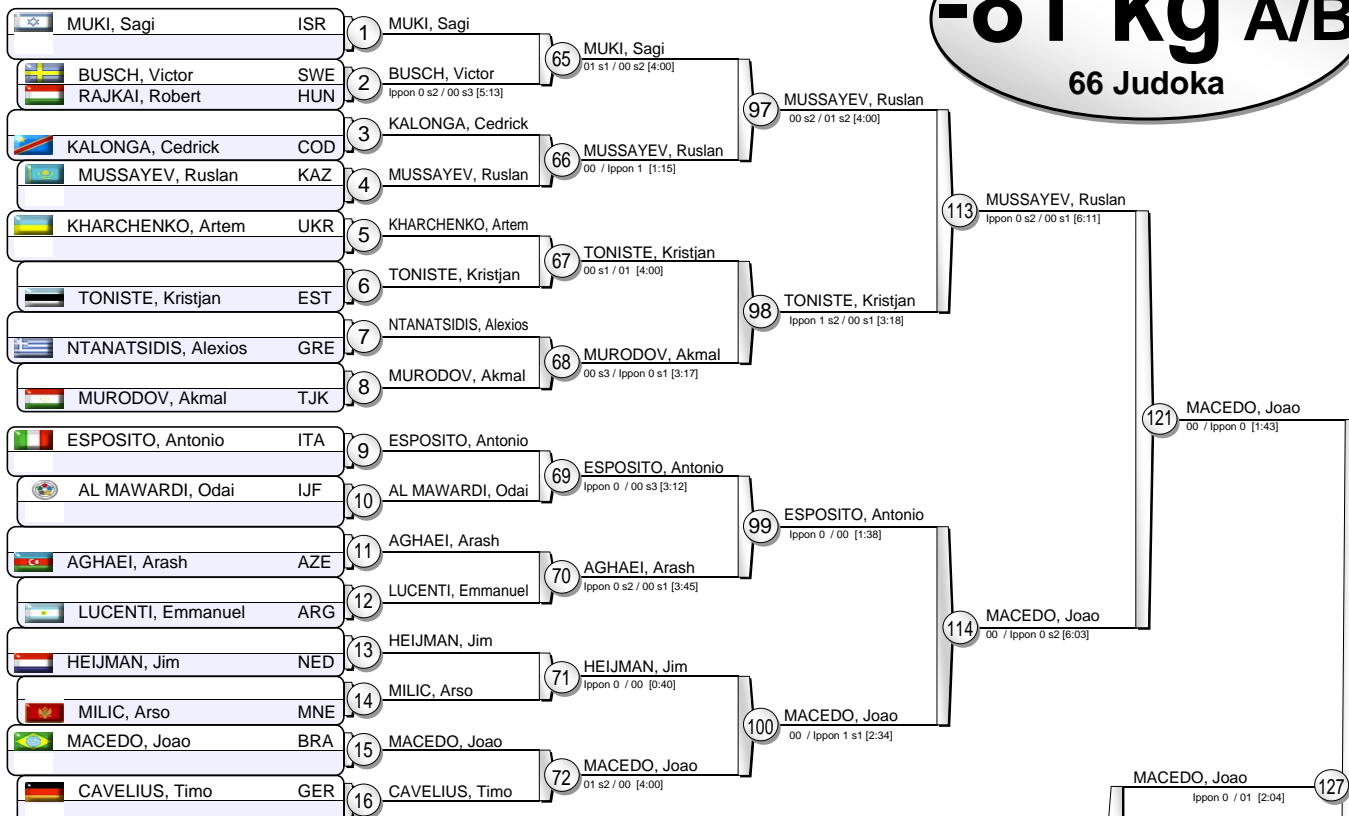 -81 kg A/B
66 Judoka
MUKI, Sagi ISR
BUSCH, Victor SWE
RAJKAI, Robert HUN
KALONGA, Cedrick COD
MUSSAYEV, Ruslan KAZ
KHARCHENKO, Artem UKR
TONISTE, Kristjan EST
NTANATSIDIS, Alexios GRE
MURODOV, Akmal TJK
ESPOSITO, Antonio ITA
AL MAWARDI, Odai IJF
AGHAEI, Arash AZE
LUCENTI, Emmanuel ARG
HEIJMAN, Jim NED
MILIC, Arso MNE
MACEDO, Joao BRA
CAVELIUS, Timo GER
1 MUKI, Sagi
2 BUSCH, Victor
Ippon 0 s2 / 00 s3 [5:13]
3 KALONGA, Cedrick
4 MUSSAYEV, Ruslan
5 KHARCHENKO, Artem
6 TONISTE, Kristjan
7 NTANATSIDIS, Alexios
8 MURODOV, Akmal
9 ESPOSITO, Antonio
10 AL MAWARDI, Odai
11 AGHAEI, Arash
12 LUCENTI, Emmanuel
13 HEIJMAN, Jim
14 MILIC, Arso
15 MACEDO, Joao
16 CAVELIUS, Timo
65 MUKI, Sagi
01 s1 / 00 s2 [4:00]
66 MUSSAYEV, Ruslan
00 / Ippon 1 [1:15]
67 TONISTE, Kristjan
00 s1 / 01 [4:00]
68 MURODOV, Akmal
00 s3 / Ippon 0 s1 [3:17]
69 ESPOSITO, Antonio
Ippon 0 / 00 s3 [3:12]
70 AGHAEI, Arash
Ippon 0 s2 / 00 s1 [3:45]
71 HEIJMAN, Jim
Ippon 0 / 00 [0:40]
72 MACEDO, Joao
01 s2 / 00 [4:00]
97 MUSSAYEV, Ruslan
00 s2 / 01 s2 [4:00]
98 TONISTE, Kristjan
Ippon 1 s2 / 00 s1 [3:18]
99 ESPOSITO, Antonio
Ippon 0 / 00 [1:38]
100 MACEDO, Joao
00 / Ippon 1 s1 [2:34]
113 MUSSAYEV, Ruslan
Ippon 0 s2 / 00 s1 [6:11]
114 MACEDO, Joao
00 / Ippon 0 s2 [6:03]
121 MACEDO, Joao
00 / Ippon 0 [1:43]
MACEDO, Joao 127
Ippon 0 / 01 [2:04]